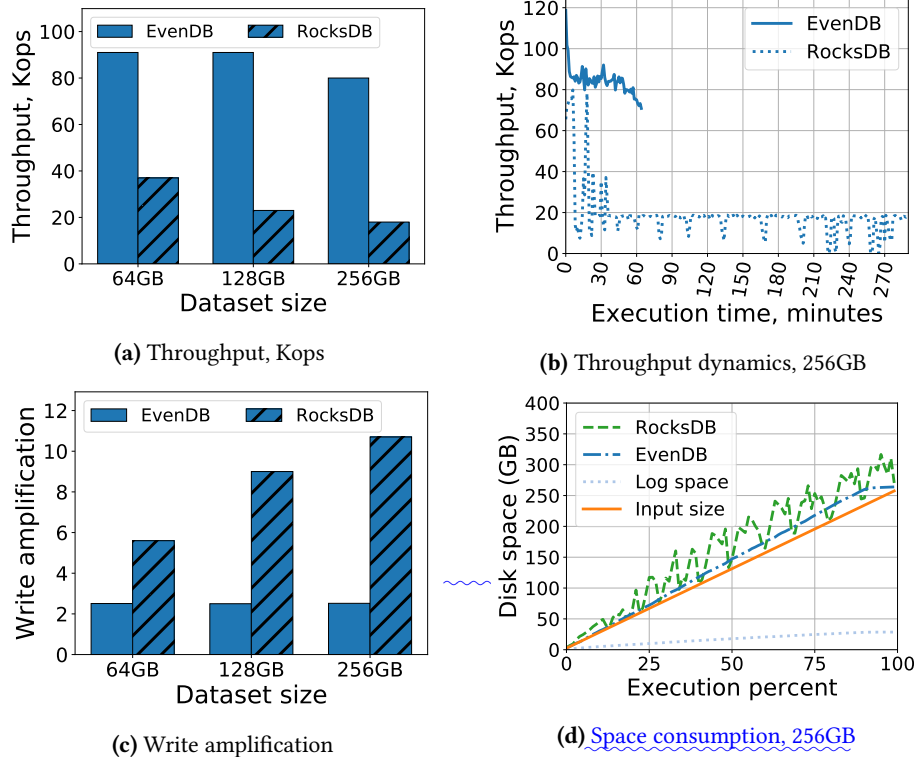 EvenDB RocksDB
Throughput, Kops
100
80
60
40
20
0
64GB 128GB 256GB
Dataset size
(a) Throughput, Kops
EvenDB
RocksDB
Throughput, Kops
120
100
80
60
40
20
0
0 30 60 90 120 150 180 210 240 270
Execution time, minutes
(b) Throughput dynamics, 256GB
EvenDB RocksDB
Write amplification
12
10
8
6
4
2
0
64GB 128GB 256GB
Dataset size
(c) Write amplification
RocksDB
EvenDB
Log space
Input size
Disk space (GB)
400
350
300
250
200
150
100
50
0
0 25 50 75 100
Execution percent
(d) Space consumption, 256GB